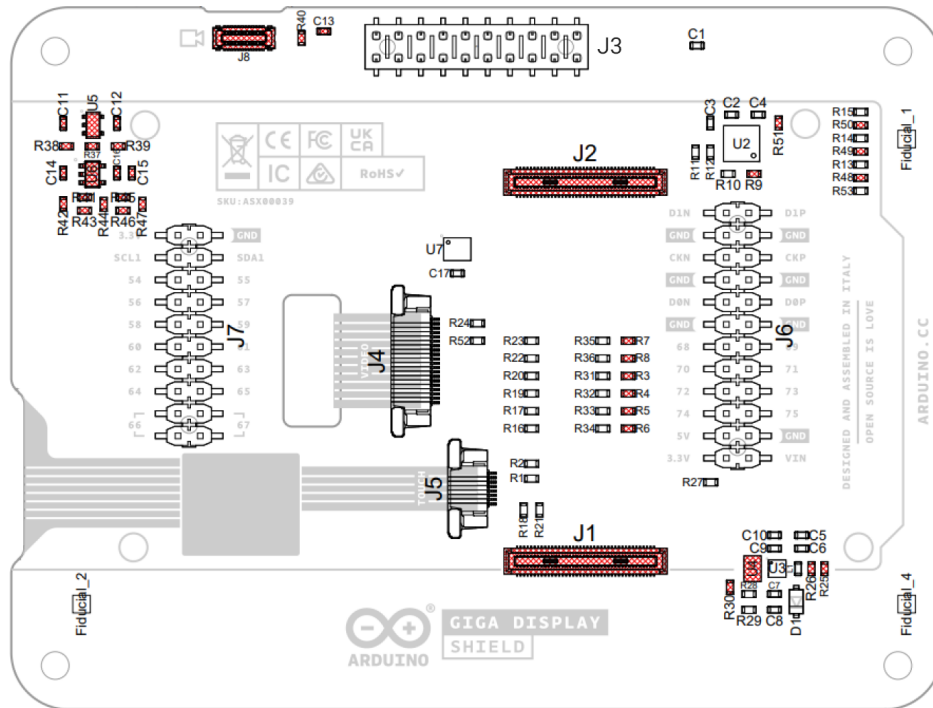 R40
C13
J8
J3
C1
C11
U5
C12
C3
C2
C4
R51
U2
R15
R50
R14
R49
R13
R48
R53
Fiducial_1
R38
R37
R39
C14
C16
C15
R11
R12
R10
R9
CE
FC
UK
CA
IC
RoHS✓
SKU:ASX00039
J2
R42
R43
R44
R46
R47
GND
SCL1
SDA1
54
55
56
57
58
59
60
62
63
64
65
66
67
J7
U7
C17
D1N
D1P
GND
GND
CKN
CKP
GND
GND
D0N
D0P
GND
68
70
71
72
73
74
75
5V
GND
3.3V
VIN
J6
R24
R52
VIDEO
J4
R23
R22
R20
R19
R17
R16
R35
R36
R31
R32
R33
R34
R7
R8
R3
R4
R5
R6
DESIGNED AND ASSEMBLED IN ITALY
OPEN SOURCE IS LOVE
ARDUINO.CC
R2
R1
TOUCH
J5
R27
R18
R21
J1
C10
C5
C9
C6
U3
R26
R25
R30
R28
C7
R29
C8
D1
Fiducial_2
Fiducial_4
ARDUINO
GIGA DISPLAY
SHIELD